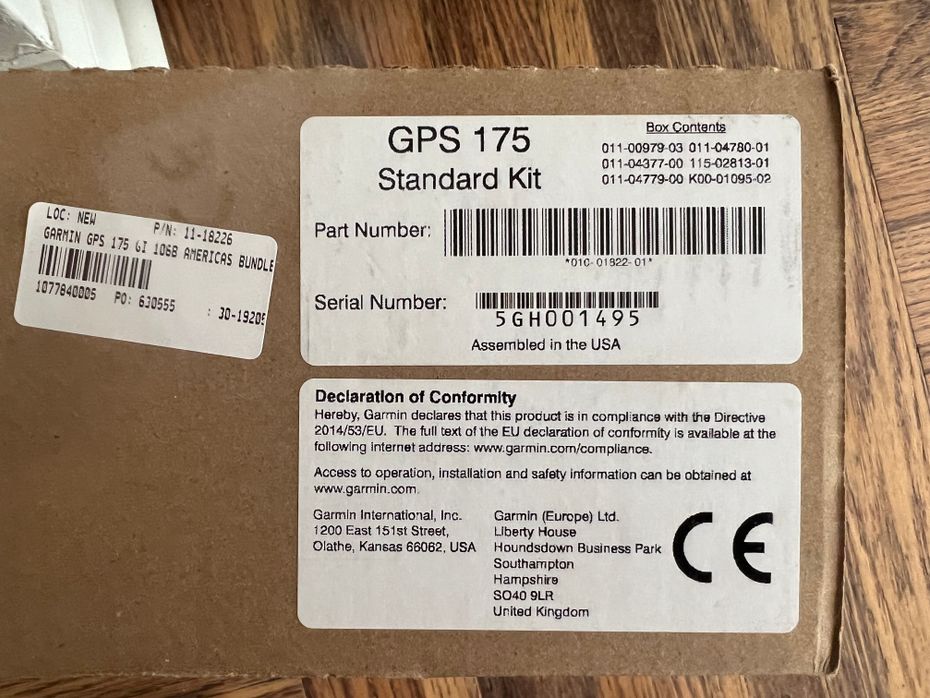 LOC: NEW
P/N: 11-18226
GARMIN GPS 175 GI 106B AMERICAS BUNDLE
1077840005 PO: 630555
: 30-19205
GPS 175
Standard Kit
Box Contents
011-00979-03 011-04780-01
011-04377-00 115-02813-01
011-04779-00 K00-01095-02
Part Number:
*010-01822-01*
Serial Number:
5GH001495
Assembled in the USA
Declaration of Conformity
Hereby, Garmin declares that this product is in compliance with the Directive
2014/53/EU. The full text of the EU declaration of conformity is available at the
following internet address: www.garmin.com/compliance.
Access to operation, installation and safety information can be obtained at
www.garmin.com.
Garmin International, Inc.
1200 East 151st Street,
Olathe, Kansas 66062, USA
Garmin (Europe) Ltd.
Liberty House
Houndsdown Business Park
Southampton
Hampshire
SO40 9LR
United Kingdom
CE